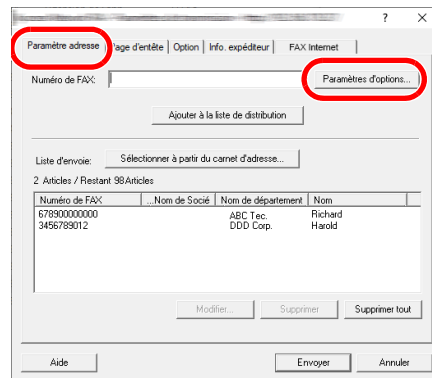 ? ×
Paramètre adresse Page d'entête Option Info. expéditeur FAX Internet
Numéro de FAX: Paramètres d'options...
Ajouter à la liste de distribution
Liste d'envoie: Sélectionner à partir du carnet d'adresse...
2 Articles / Restant 98Articles
Numéro de FAX ...Nom de Socié Nom de département Nom
678900000000 ABC Tec. Richard
3456789012 DDD Corp. Harold
Modifier... Supprimer Supprimer tout
Aide Envoyer Annuler